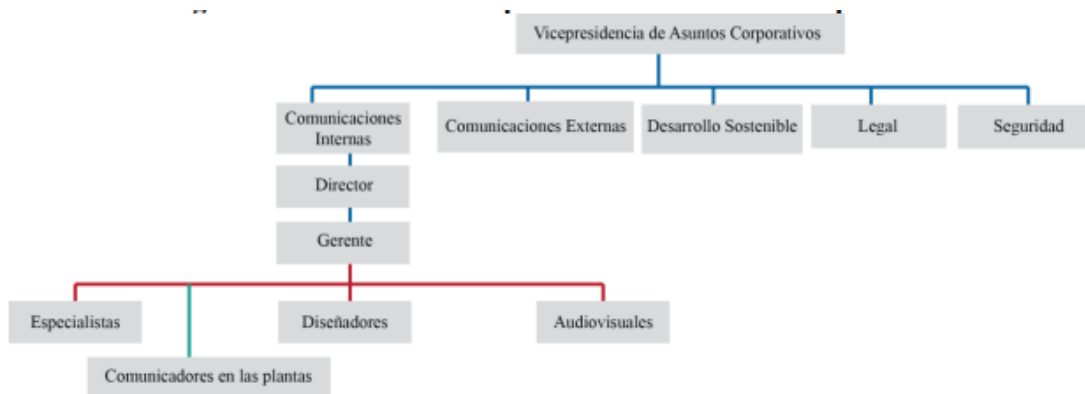 Vicepresidencia de Asuntos Corporativos
Comunicaciones
Internas
Comunicaciones Externas
Desarrollo Sostenible
Legal
Seguridad
Director
Gerente
Especialistas
Diseñadores
Audiovisuales
Comunicadores en las plantas